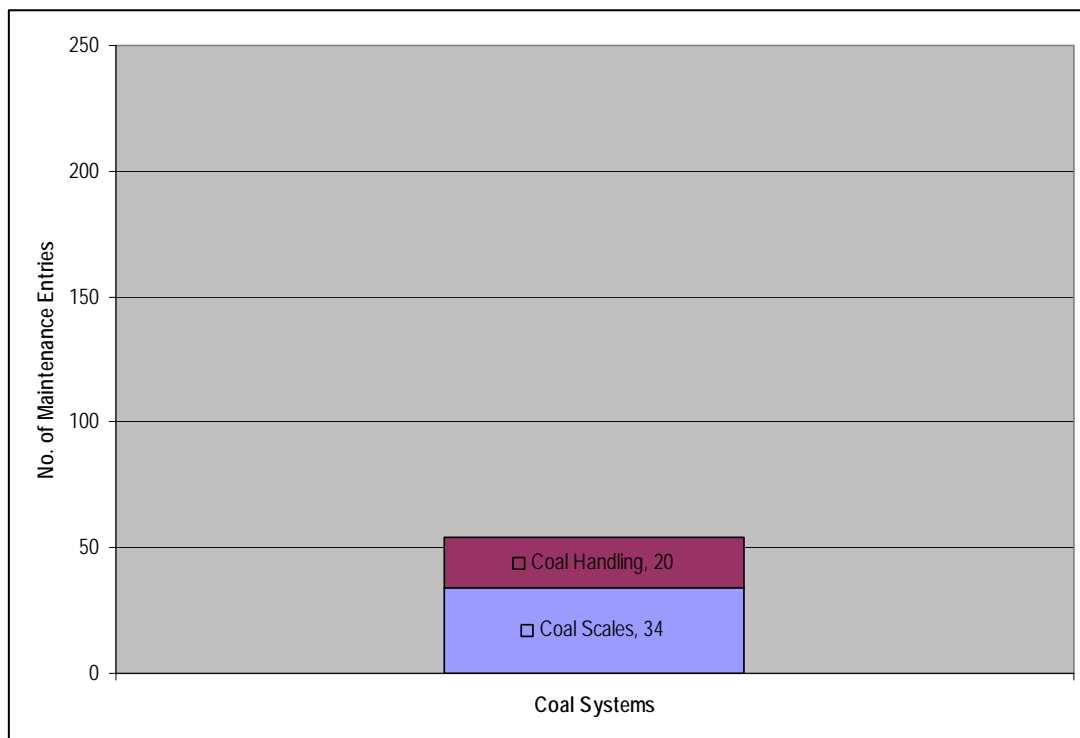 250
200
150
100
50
0
No. of Maintenance Entries
Coal Handling, 20
Coal Scales, 34
Coal Systems